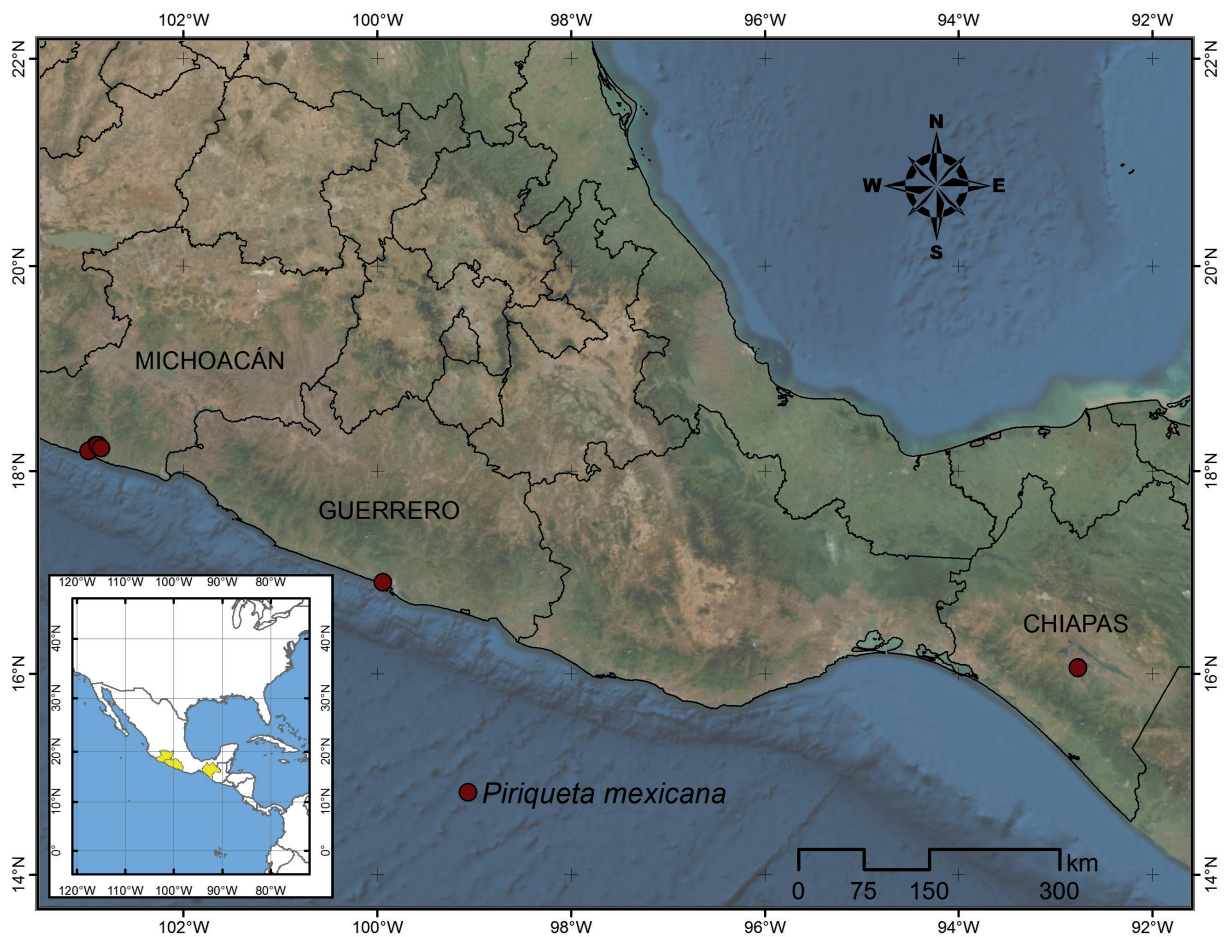 102°W 100°W 98°W 96°W 94°W 92°W
22°N 22°N
N
W E
S
20°N 20°N
MICHOACÁN
18°N 18°N
GUERRERO
CHIAPAS
16°N 16°N
120°W 110°W 100°W 90°W 80°W
40°N 40°N
30°N 30°N
20°N 20°N
10°N 10°N
0° 0°
120°W 110°W 100°W 90°W 80°W
Piriqueta mexicana
km
0 75 150 300
14°N 14°N
102°W 100°W 98°W 96°W 94°W 92°W